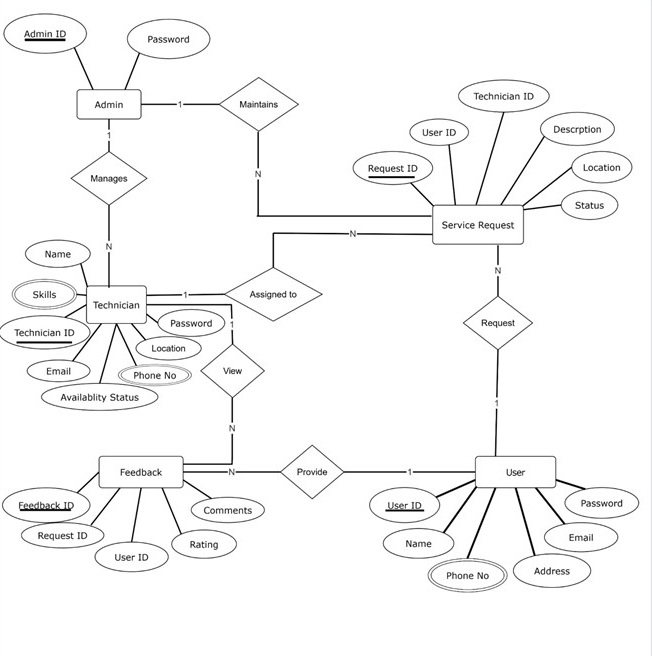 Admin ID
Password
Admin
1
Maintains
Technician ID
User ID
Descrption
Request ID
Location
Status
Service Request
1
Manages
N
N
N
Name
Skills
Technician
1
Assigned to
N
Technician ID
Password
1
Request
Location
Email
Phone No
View
Availablity Status
1
N
Feedback
N
Provide
1
User
Feedback ID
Request ID
User ID
Rating
Comments
User ID
Name
Phone No
Address
Email
Password